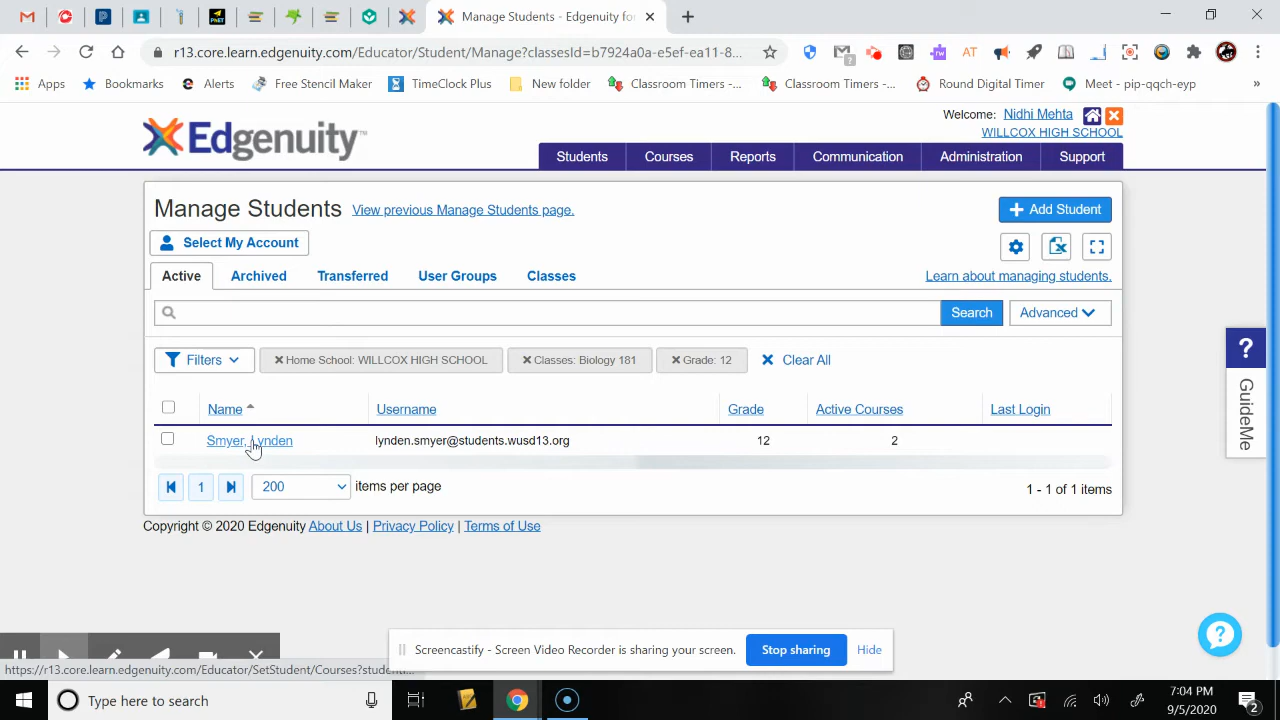 Manage Students - Edgenuity for
r13.core.learn.edgenuity.com/Educator/Student/Manage?classesId=b7924a0a-e5ef-ea11-8...
Apps Bookmarks Alerts Free Stencil Maker TimeClock Plus New folder Classroom Timers -... Classroom Timers -... Round Digital Timer Meet - pip-qqch-eyp »
Edgenuity™
Welcome: Nidhi Mehta
WILLCOX HIGH SCHOOL
Students Courses Reports Communication Administration Support
Manage Students View previous Manage Students page. + Add Student
Select My Account
Active Archived Transferred User Groups Classes Learn about managing students.
Search Advanced
Filters Home School: WILLCOX HIGH SCHOOL Classes: Biology 181 Grade: 12 Clear All
Name Username Grade Active Courses Last Login
Smyer, Lynden lynden.smyer@students.wusd13.org 12 2
1 200 items per page 1 - 1 of 1 items
Copyright © 2020 Edgenuity About Us | Privacy Policy | Terms of Use
? GuideMe
Screencastify - Screen Video Recorder is sharing your screen. Stop sharing Hide
https://r13.core.learn.edgenuity.com/Educator/SetStudent/Courses?studenti...
Type here to search
7:04 PM
9/5/2020
2